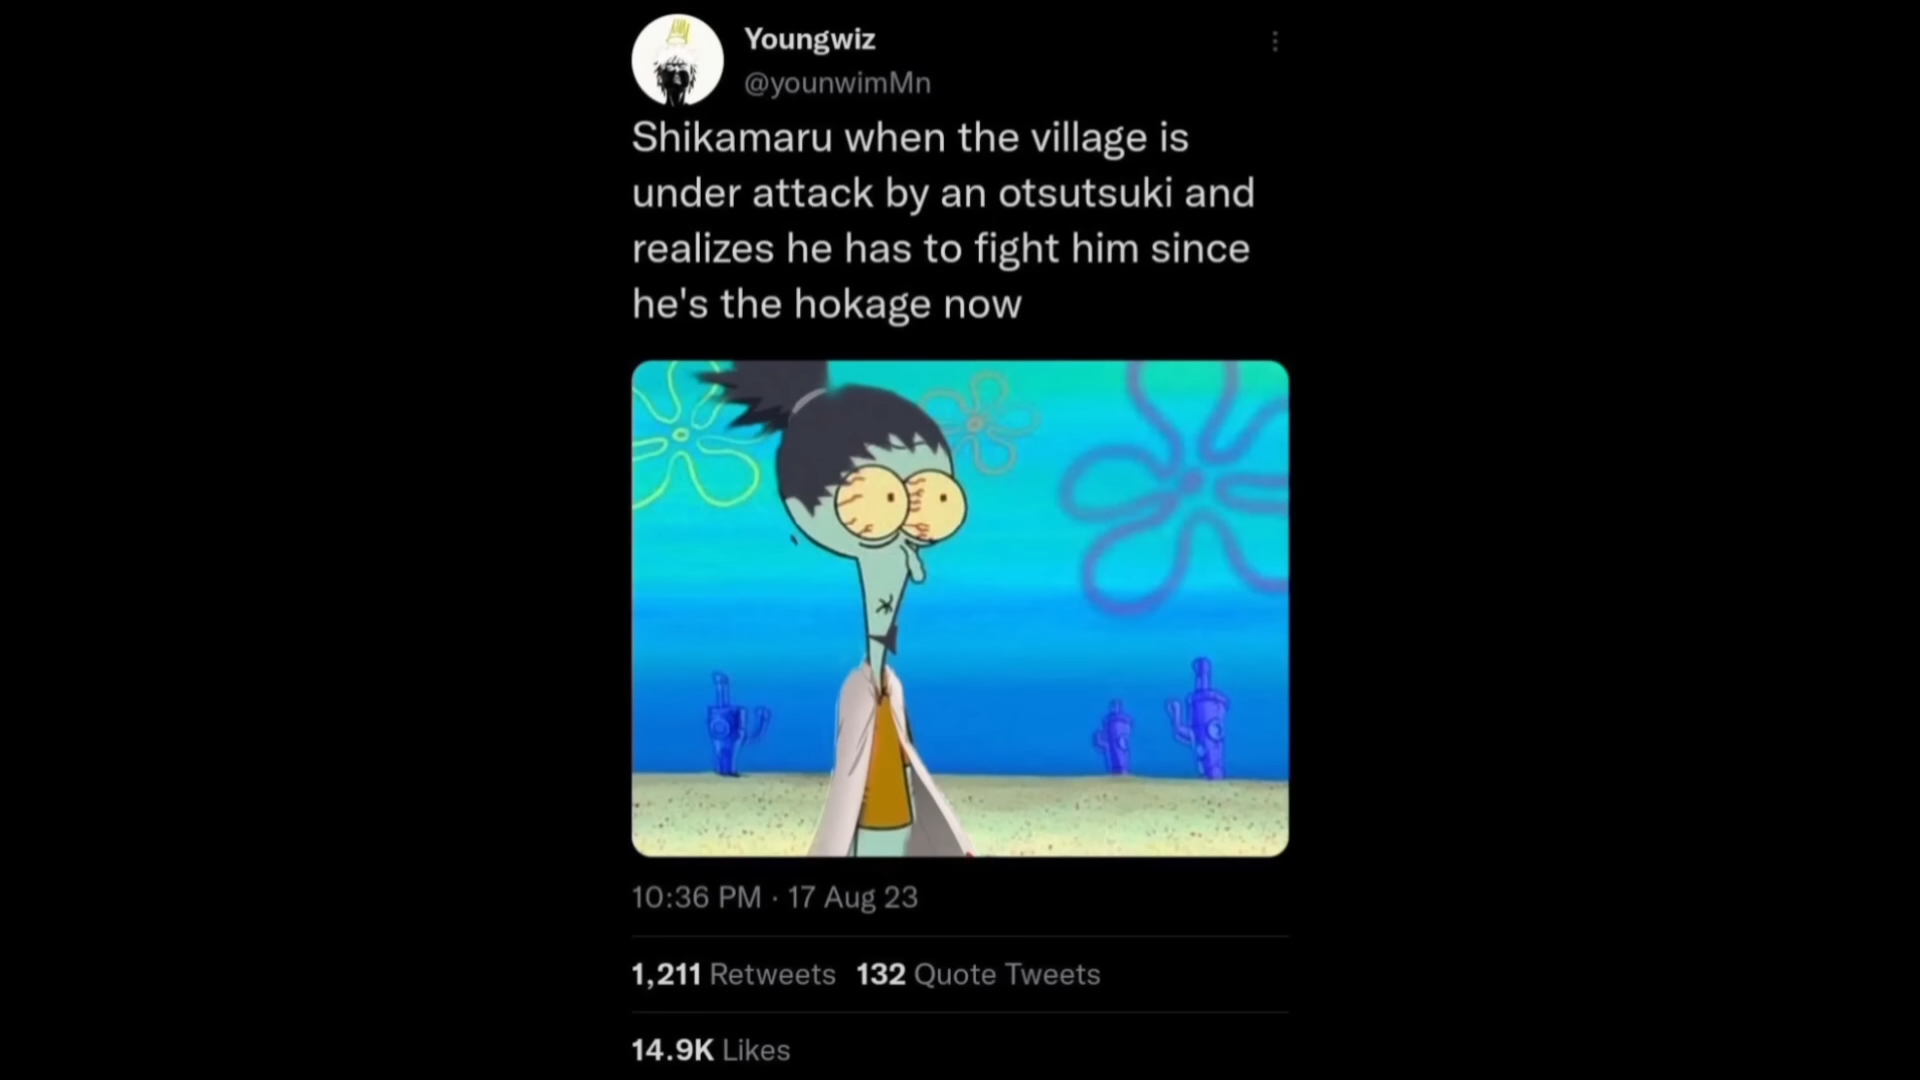 Youngwiz
@younwimMn
Shikamaru when the village is
under attack by an otsutsuki and
realizes he has to fight him since
he's the hokage now
10:36 PM · 17 Aug 23
1,211 Retweets 132 Quote Tweets
14.9K Likes